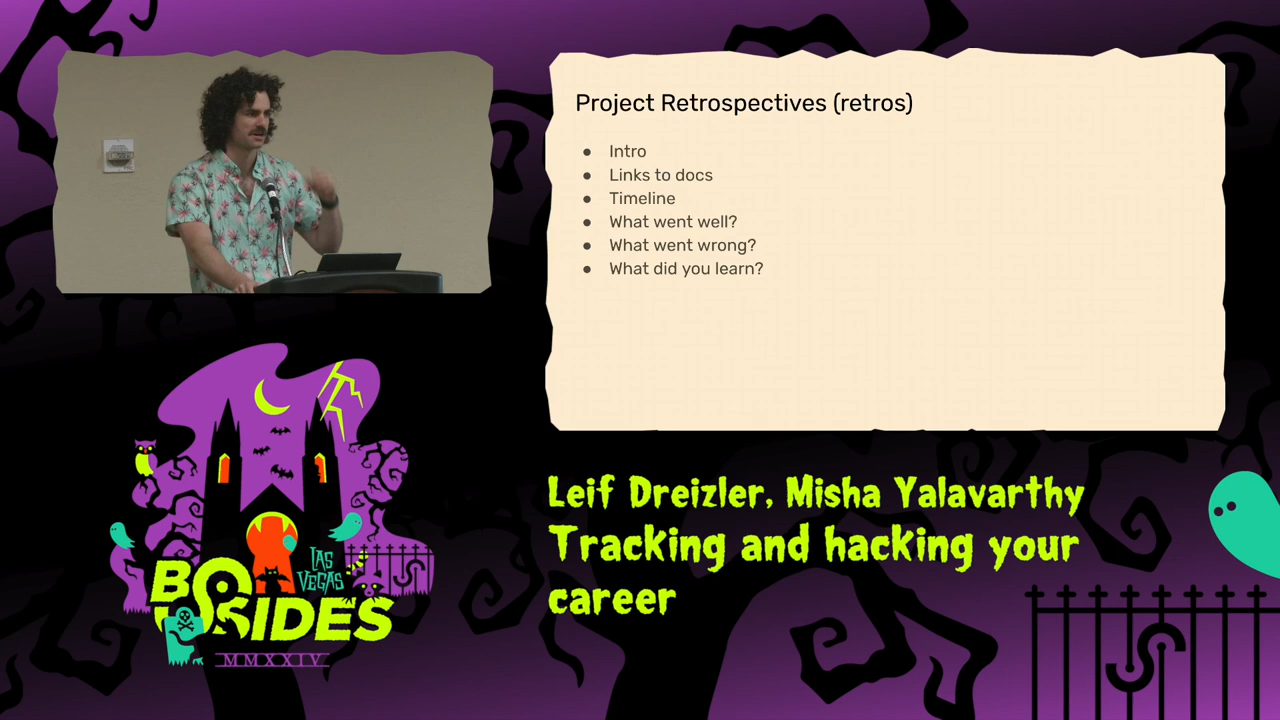 Project Retrospectives (retros)
● Intro
● Links to docs
● Timeline
● What went well?
● What went wrong?
● What did you learn?
Leif Dreizler, Misha Yalavarthy
Tracking and hacking your
career
LAS
VEGAS
BSIDES
MMXXIV